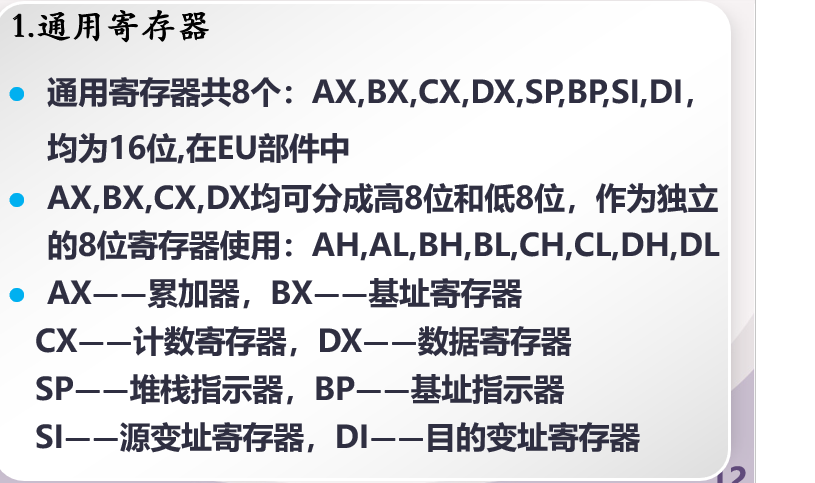 1.通用寄存器
通用寄存器共8个：AX,BX,CX,DX,SP,BP,SI,DI，
均为16位,在EU部件中
AX,BX,CX,DX均可分成高8位和低8位，作为独立
的8位寄存器使用：AH,AL,BH,BL,CH,CL,DH,DL
AX——累加器，BX——基址寄存器
CX——计数寄存器，DX——数据寄存器
SP——堆栈指示器，BP——基址指示器
SI——源变址寄存器，DI——目的变址寄存器
12